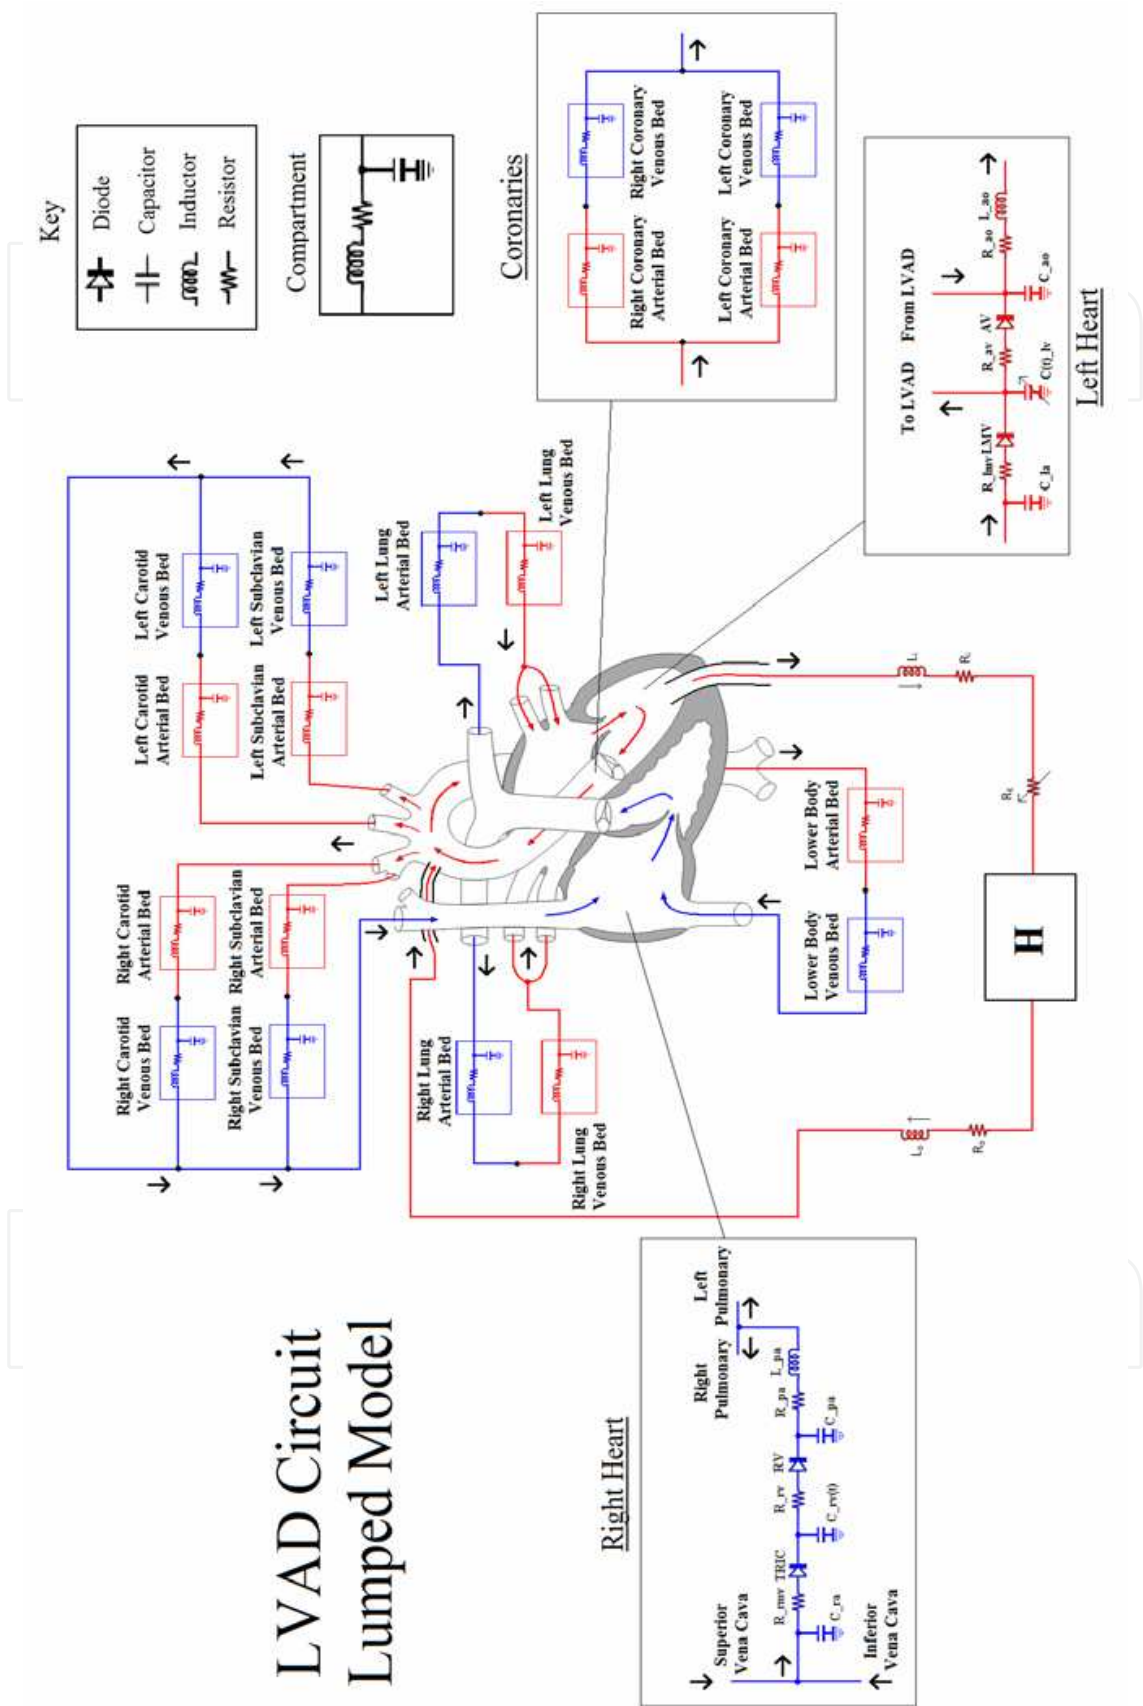 LVAD Circuit
Lumped Model
Key
Diode
Capacitor
Inductor
Resistor
Compartment
Coronaries
Right Coronary
Arterial Bed
Right Coronary
Venous Bed
Left Coronary
Arterial Bed
Left Coronary
Venous Bed
Right Carotid
Venous Bed
Right Carotid
Arterial Bed
Left Carotid
Arterial Bed
Left Carotid
Venous Bed
Right Subclavian
Venous Bed
Right Subclavian
Arterial Bed
Left Subclavian
Arterial Bed
Left Subclavian
Venous Bed
Left Lung
Arterial Bed
Left Lung
Venous Bed
Right Lung
Arterial Bed
Right Lung
Venous Bed
Lower Body
Venous Bed
Lower Body
Arterial Bed
H
Right Heart
Superior
Vena Cava
Inferior
Vena Cava
R_rmv TRIC
R_rv RV
R_pa L_pa
C_ra
C_rv(t)
C_pa
Right
Pulmonary
Left
Pulmonary
To LVAD From LVAD
R_lmv LMV
R_av AV
R_ao L_ao
C_la
C(t)_lv
C_ao
Left Heart